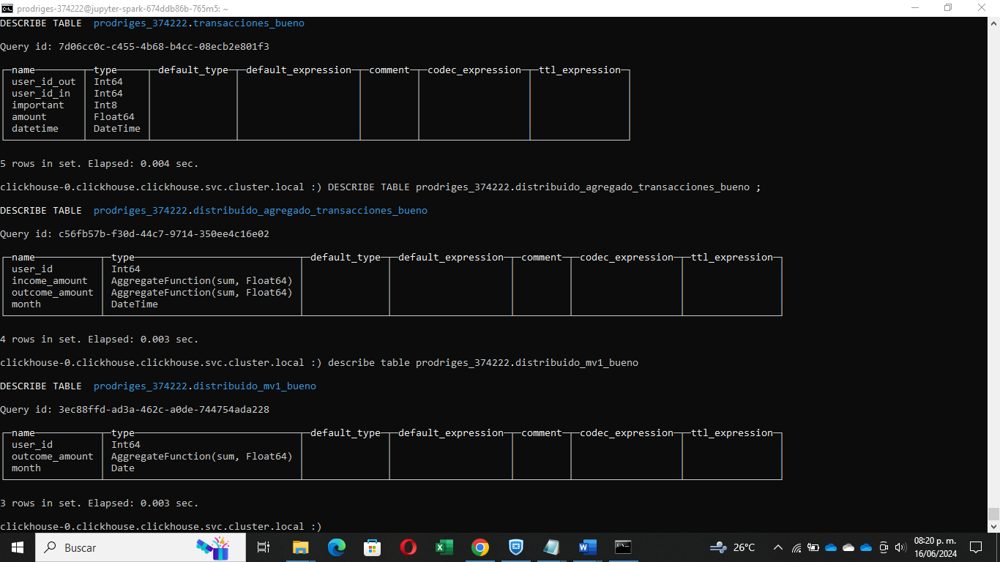 prodriges-374222@jupyter-spark-674ddb86b-765m5: ~
DESCRIBE TABLE prodriges_374222.transacciones_bueno
Query id: 7d06cc0c-c455-4b68-b4cc-08ecb2e801f3
name type default_type default_expression comment codec_expression ttl_expression
user_id_out Int64
user_id_in Int64
important Int8
amount Float64
datetime DateTime
5 rows in set. Elapsed: 0.004 sec.
clickhouse-0.clickhouse.clickhouse.svc.cluster.local :) DESCRIBE TABLE prodriges_374222.distribuido_agregado_transacciones_bueno ;
DESCRIBE TABLE prodriges_374222.distribuido_agregado_transacciones_bueno
Query id: c56fb57b-f30d-44c7-9714-350ee4c16e02
name type default_type default_expression comment codec_expression ttl_expression
user_id Int64
income_amount AggregateFunction(sum, Float64)
outcome_amount AggregateFunction(sum, Float64)
month DateTime
4 rows in set. Elapsed: 0.003 sec.
clickhouse-0.clickhouse.clickhouse.svc.cluster.local :) describe table prodriges_374222.distribuido_mv1_bueno
DESCRIBE TABLE prodriges_374222.distribuido_mv1_bueno
Query id: 3ec88ffd-ad3a-462c-a0de-744754ada228
name type default_type default_expression comment codec_expression ttl_expression
user_id Int64
outcome_amount AggregateFunction(sum, Float64)
month Date
3 rows in set. Elapsed: 0.003 sec.
clickhouse-0.clickhouse.clickhouse.svc.cluster.local :)
Buscar
26°C
08:20 p. m.
16/06/2024